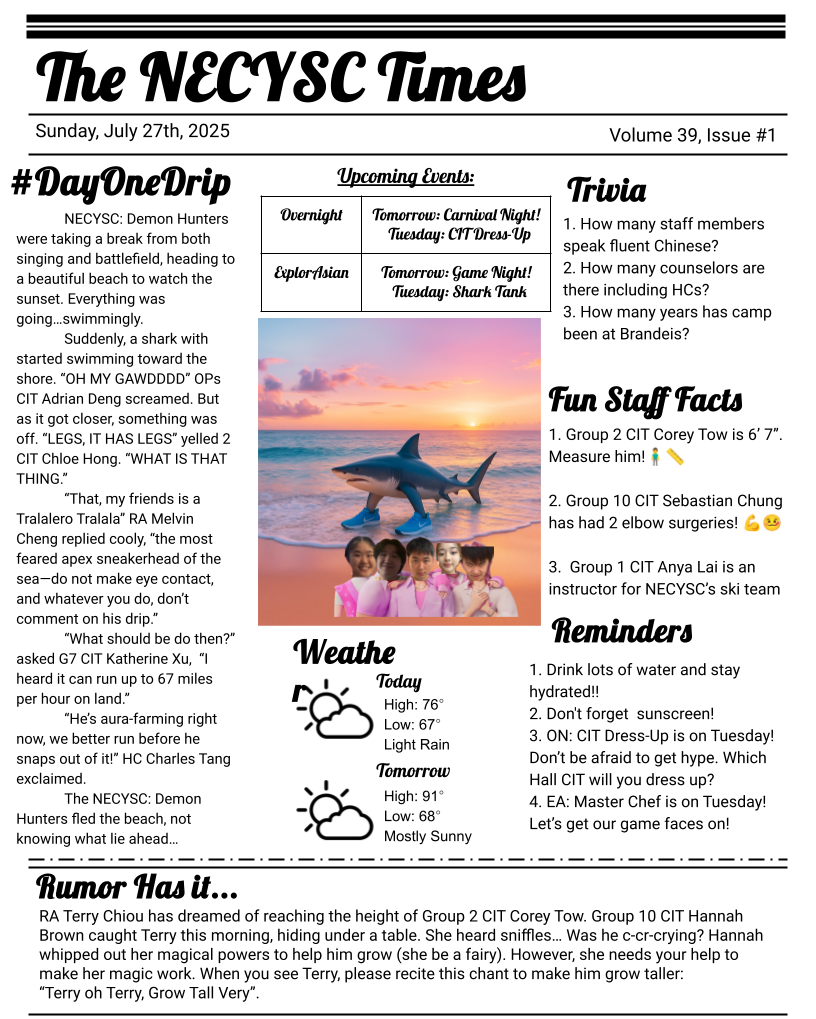 The NECYSC Times
Sunday, July 27th, 2025
Volume 39, Issue #1
#DayOneDrip
NECYSC: Demon Hunters
were taking a break from both
singing and battlefield, heading to
a beautiful beach to watch the
sunset. Everything was
going…swimmingly.
Suddenly, a shark with
started swimming toward the
shore. “OH MY GAWDDDD” OPs
CIT Adrian Deng screamed. But
as it got closer, something was
off. “LEGS, IT HAS LEGS” yelled 2
CIT Chloe Hong. “WHAT IS THAT
THING.”
“That, my friends is a
Tralalero Tralala” RA Melvin
Cheng replied cooly, “the most
feared apex sneakerhead of the
sea—do not make eye contact,
and whatever you do, don’t
comment on his drip.”
“What should be do then?”
asked G7 CIT Katherine Xu,  “I
heard it can run up to 67 miles
per hour on land.”
“He’s aura-farming right
now, we better run before he
snaps out of it!” HC Charles Tang
exclaimed.
The NECYSC: Demon
Hunters fled the beach, not
knowing what lie ahead…
Upcoming Events:
Overnight
Tomorrow: Carnival Night!
Tuesday: CIT Dress-Up
ExplorAsian
Tomorrow: Game Night!
Tuesday: Shark Tank
Weathe
r
Today
High: 76°
Low: 67°
Light Rain
Tomorrow
High: 91°
Low: 68°
Mostly Sunny
Trivia
1. How many staff members
speak fluent Chinese?
2. How many counselors are
there including HCs?
3. How many years has camp
been at Brandeis?
Fun Staff Facts
1. Group 2 CIT Corey Tow is 6’ 7”.
Measure him! 🧍‍♂️ 📏
2. Group 10 CIT Sebastian Chung
has had 2 elbow surgeries! 💪🤒
3.  Group 1 CIT Anya Lai is an
instructor for NECYSC’s ski team
Reminders
1. Drink lots of water and stay
hydrated!!
2. Don't forget  sunscreen!
3. ON: CIT Dress-Up is on Tuesday!
Don’t be afraid to get hype. Which
Hall CIT will you dress up?
4. EA: Master Chef is on Tuesday!
Let’s get our game faces on!
Rumor Has it...
RA Terry Chiou has dreamed of reaching the height of Group 2 CIT Corey Tow. Group 10 CIT Hannah
Brown caught Terry this morning, hiding under a table. She heard sniffles… Was he c-cr-crying? Hannah
whipped out her magical powers to help him grow (she be a fairy). However, she needs your help to
make her magic work. When you see Terry, please recite this chant to make him grow taller:
“Terry oh Terry, Grow Tall Very”.